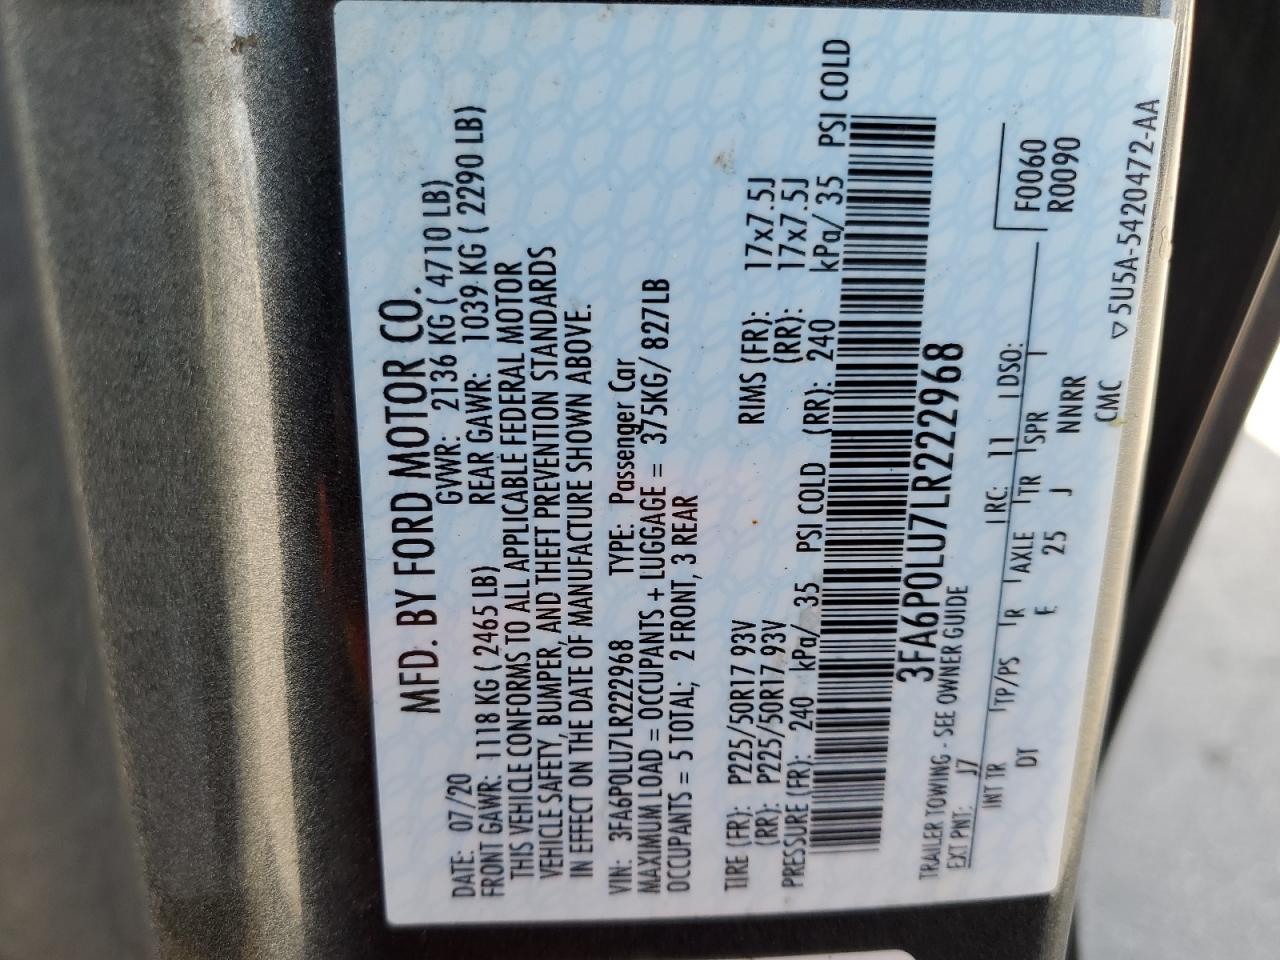 MFD. BY FORD MOTOR CO.
DATE: 07/20 GVWR: 2136 KG ( 4710 LB)
FRONT GAWR: 1118 KG ( 2465 LB) REAR GAWR: 1039 KG ( 2290 LB)
THIS VEHICLE CONFORMS TO ALL APPLICABLE FEDERAL MOTOR
VEHICLE SAFETY, BUMPER, AND THEFT PREVENTION STANDARDS
IN EFFECT ON THE DATE OF MANUFACTURE SHOWN ABOVE.
VIN: 3FA6P0LU7LR222968 TYPE: Passenger Car
MAXIMUM LOAD = OCCUPANTS + LUGGAGE = 375KG/ 827LB
OCCUPANTS = 5 TOTAL; 2 FRONT, 3 REAR
TIRE (FR): P225/50R17 93V RIMS (FR): 17x7.5J
(RR): P225/50R17 93V (RR): 17x7.5J
PRESSURE (FR): 240 kPa/ 35 PSI COLD (RR): 240 kPa/ 35 PSI COLD
3FA6P0LU7LR222968
TRAILER TOWING - SEE OWNER GUIDE
EXT PNT: J7 RC: 11 DSO: F0060
R0090
INT TR TP/PS R AXLE TR SPR
DT E 25 J NNRR
CMC ▽5U5A-5420472-AA